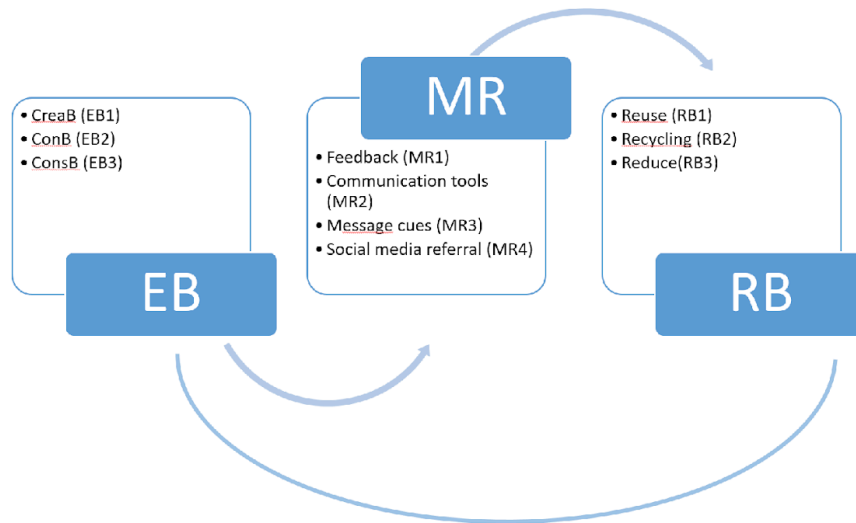 • CreaB (EB1)
• ConB (EB2)
• ConsB (EB3)
EB
MR
• Feedback (MR1)
• Communication tools
(MR2)
• Message cues (MR3)
• Social media referral (MR4)
• Reuse (RB1)
• Recycling (RB2)
• Reduce(RB3)
RB